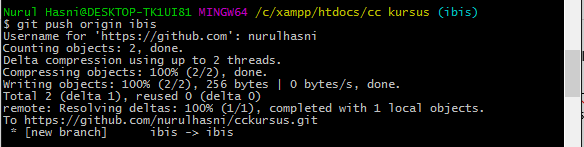 Nurul Hasni@DESKTOP-TK1UI81 MINGW64 /c/xampp/htdocs/cc kursus (ibis)
$ git push origin ibis
Username for 'https://github.com': nurulhasni
Counting objects: 2, done.
Delta compression using up to 2 threads.
Compressing objects: 100% (2/2), done.
Writing objects: 100% (2/2), 256 bytes | 0 bytes/s, done.
Total 2 (delta 1), reused 0 (delta 0)
remote: Resolving deltas: 100% (1/1), completed with 1 local objects.
To https://github.com/nurulhasni/cckursus.git
 * [new branch]      ibis -> ibis